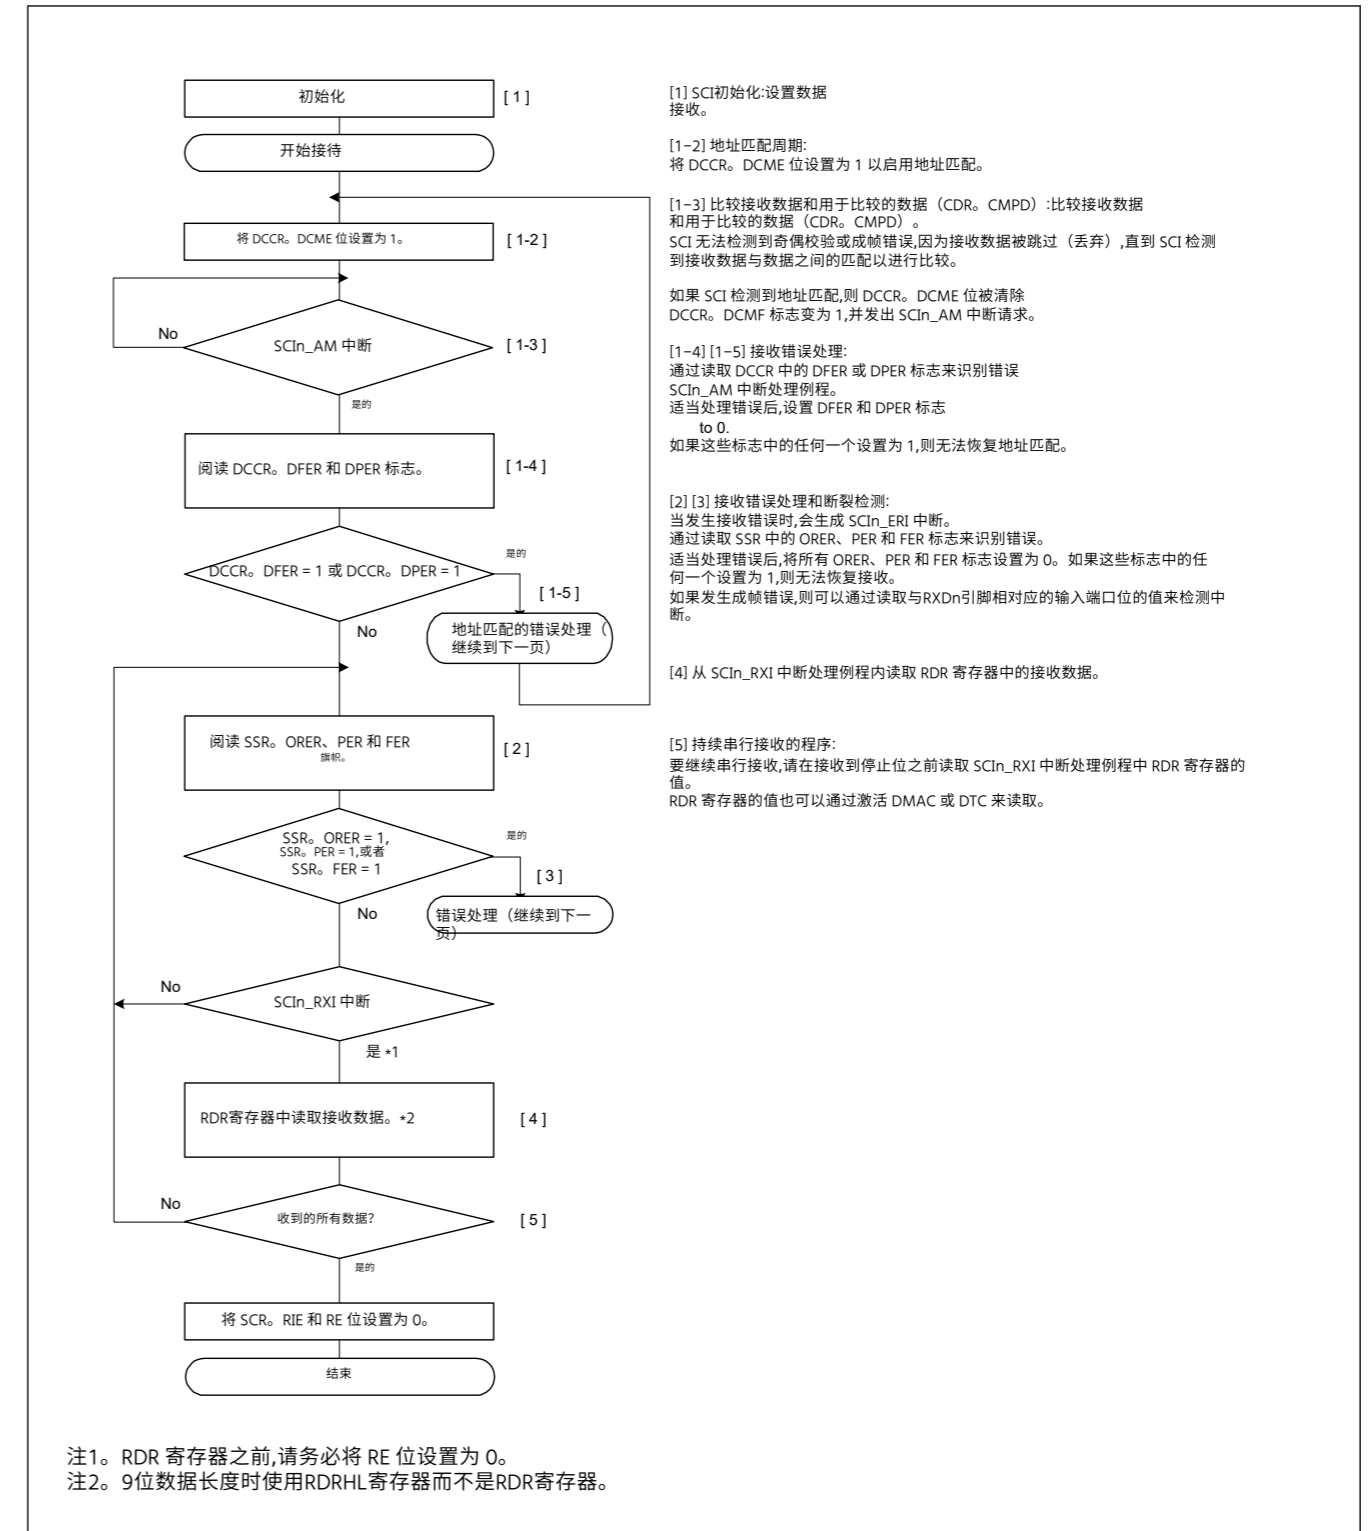 初始化
[ 1 ]
开始接待
将 DCCR。DCME 位设置为 1。
[ 1-2 ]
No
SCIn_AM 中断
[ 1-3 ]
是的
阅读 DCCR。DFER 和 DPER 标志。
[ 1-4 ]
DCCR。DFER = 1 或 DCCR。DPER = 1
是的
[ 1-5 ]
No
地址匹配的错误处理（
继续到下一页）
阅读 SSR。ORER、PER 和 FER
旗帜。
[ 2 ]
SSR。ORER = 1,
SSR。PER = 1,或者
SSR。FER = 1
是的
[ 3 ]
No
错误处理（继续到下一
页）
No
SCIn_RXI 中断
是 *1
RDR寄存器中读取接收数据。*2
[ 4 ]
No
收到的所有数据?
[ 5 ]
是的
将 SCR。RIE 和 RE 位设置为 0。
结束
[1] SCI初始化:设置数据
接收。
[1−2] 地址匹配周期:
将 DCCR。DCME 位设置为 1 以启用地址匹配。
[1−3] 比较接收数据和用于比较的数据（CDR。CMPD）:比较接收数据
和用于比较的数据（CDR。CMPD）。
SCI 无法检测到奇偶校验或成帧错误,因为接收数据被跳过（丢弃）,直到 SCI 检测
到接收数据与数据之间的匹配以进行比较。
如果 SCI 检测到地址匹配,则 DCCR。DCME 位被清除
DCCR。DCMF 标志变为 1,并发出 SCIn_AM 中断请求。
[1−4] [1−5] 接收错误处理:
通过读取 DCCR 中的 DFER 或 DPER 标志来识别错误
SCIn_AM 中断处理例程。
适当处理错误后,设置 DFER 和 DPER 标志
to 0.
如果这些标志中的任何一个设置为 1,则无法恢复地址匹配。
[2] [3] 接收错误处理和断裂检测:
当发生接收错误时,会生成 SCIn_ERI 中断。
通过读取 SSR 中的 ORER、PER 和 FER 标志来识别错误。
适当处理错误后,将所有 ORER、PER 和 FER 标志设置为 0。如果这些标志中的任
何一个设置为 1,则无法恢复接收。
如果发生成帧错误,则可以通过读取与RXDn引脚相对应的输入端口位的值来检测中
断。
[4] 从 SCIn_RXI 中断处理例程内读取 RDR 寄存器中的接收数据。
[5] 持续串行接收的程序:
要继续串行接收,请在接收到停止位之前读取 SCIn_RXI 中断处理例程中 RDR 寄存器的
值。
RDR 寄存器的值也可以通过激活 DMAC 或 DTC 来读取。
注1。RDR 寄存器之前,请务必将 RE 位设置为 0。
注2。9位数据长度时使用RDRHL寄存器而不是RDR寄存器。